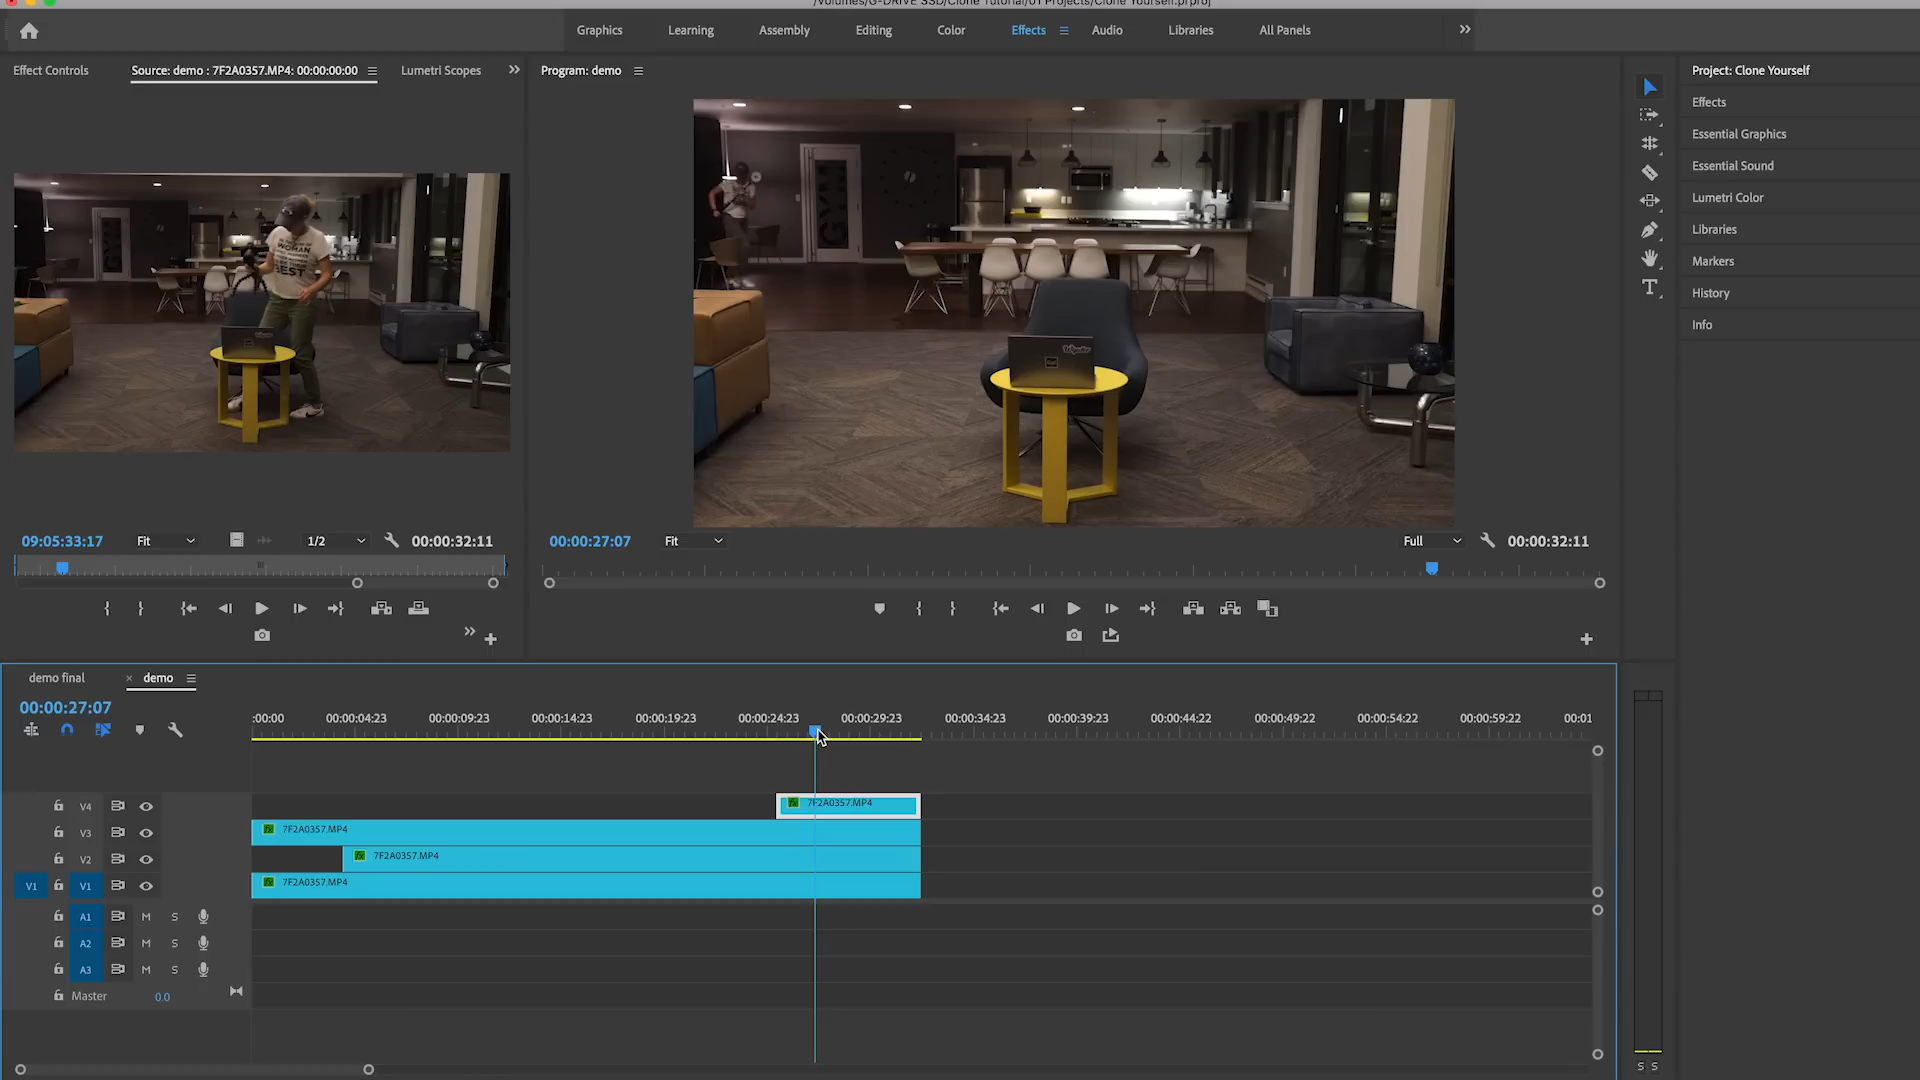 /Volumes/G-DRIVE SSD/Clone Tutorial/01 Projects/Clone Yourself.prproj
Graphics Learning Assembly Editing Color Effects Audio Libraries All Panels
Effect Controls Source: demo : 7F2A0357.MP4: 00:00:00:00 Lumetri Scopes
Program: demo
Project: Clone Yourself
Effects
Essential Graphics
Essential Sound
Lumetri Color
Libraries
Markers
History
Info
GYM
WOMAN
BEST
09:05:33:17 Fit 1/2 00:00:32:11
00:00:27:07 Fit Full 00:00:32:11
demo final × demo
00:00:27:07
:00:00 00:00:04:23 00:00:09:23 00:00:14:23 00:00:19:23 00:00:24:23 00:00:29:23 00:00:34:23 00:00:39:23 00:00:44:22 00:00:49:22 00:00:54:22 00:00:59:22 00:01
V4 fx 7F2A0357.MP4
V3 fx 7F2A0357.MP4
V2 fx 7F2A0357.MP4
V1 V1 fx 7F2A0357.MP4
A1 M S
A2 M S
A3 M S
Master 0.0
S S